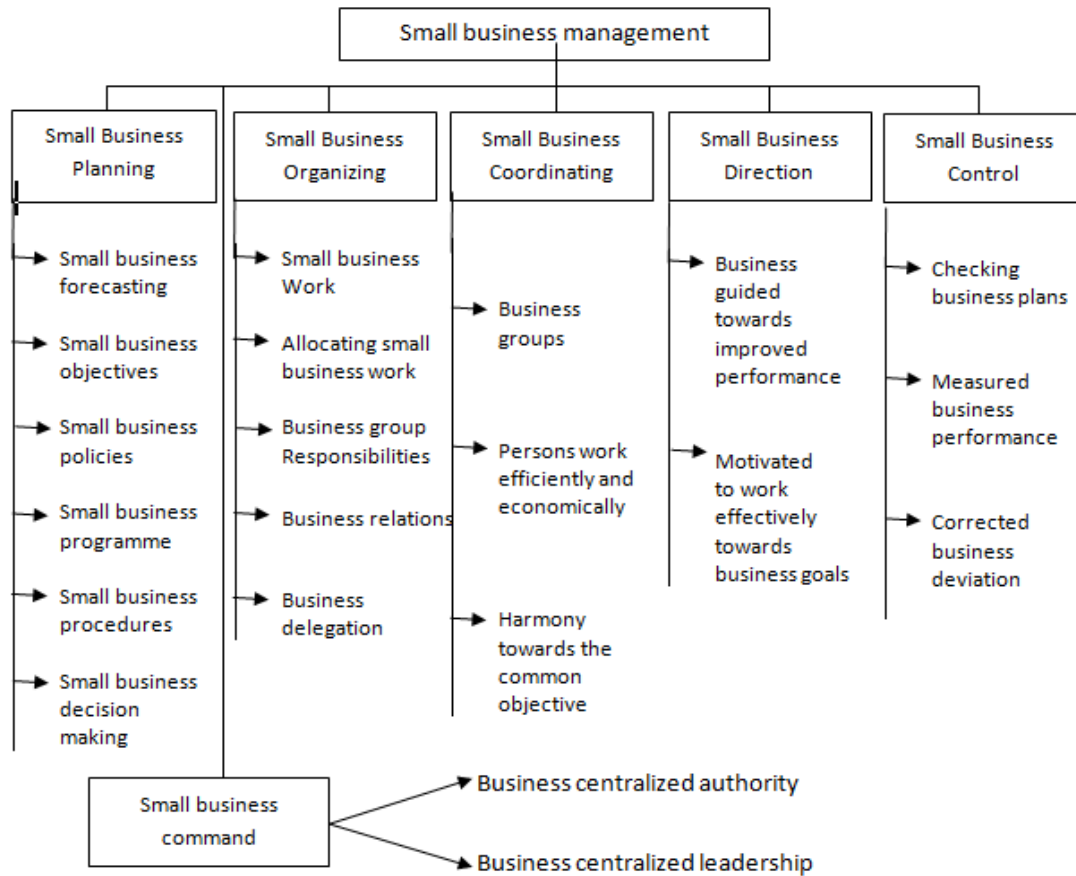 Small business management
Small Business
Planning
Small business
forecasting
Small business
objectives
Small business
policies
Small business
programme
Small business
procedures
Small business
decision
making
Small Business
Organizing
Small business
Work
Allocating small
business work
Business group
Responsibilities
Business relations
Business
delegation
Small Business
Coordinating
Business
groups
Persons work
efficiently and
economically
Harmony
towards the
common
objective
Small Business
Direction
Business
guided
towards
improved
performance
Motivated
to work
effectively
towards
business goals
Small Business
Control
Checking
business plans
Measured
business
performance
Corrected
business
deviation
Small business
command
Business centralized authority
Business centralized leadership